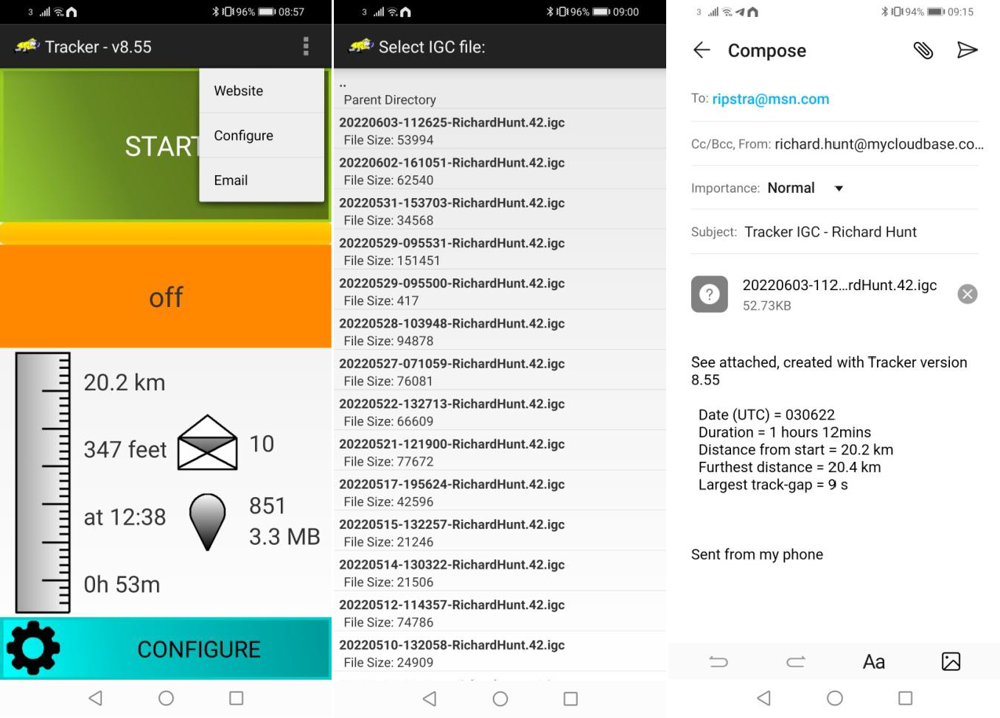 3 96% 08:57
Tracker - v8.55
Website
START
Configure
Email
off
20.2 km
347 feet
10
851
at 12:38
3.3 MB
0h 53m
CONFIGURE
3 96% 09:00
Select IGC file:
..
Parent Directory
20220603-112625-RichardHunt.42.igc
File Size: 53994
20220602-161051-RichardHunt.42.igc
File Size: 62540
20220531-153703-RichardHunt.42.igc
File Size: 34568
20220529-095531-RichardHunt.42.igc
File Size: 151451
20220529-095500-RichardHunt.42.igc
File Size: 417
20220528-103948-RichardHunt.42.igc
File Size: 94878
20220527-071059-RichardHunt.42.igc
File Size: 76081
20220522-132713-RichardHunt.42.igc
File Size: 66609
20220521-121900-RichardHunt.42.igc
File Size: 77672
20220517-195624-RichardHunt.42.igc
File Size: 42596
20220515-132257-RichardHunt.42.igc
File Size: 21246
20220514-130322-RichardHunt.42.igc
File Size: 21506
20220512-114357-RichardHunt.42.igc
File Size: 74786
20220510-132058-RichardHunt.42.igc
File Size: 24909
3 94% 09:15
Compose
To: ripstra@msn.com
Cc/Bcc, From: richard.hunt@mycloudbase.co...
Importance: Normal
Subject: Tracker IGC - Richard Hunt
20220603-112...rdHunt.42.igc
52.73KB
See attached, created with Tracker version
8.55
Date (UTC) = 030622
Duration = 1 hours 12mins
Distance from start = 20.2 km
Furthest distance = 20.4 km
Largest track-gap = 9 s
Sent from my phone
Aa